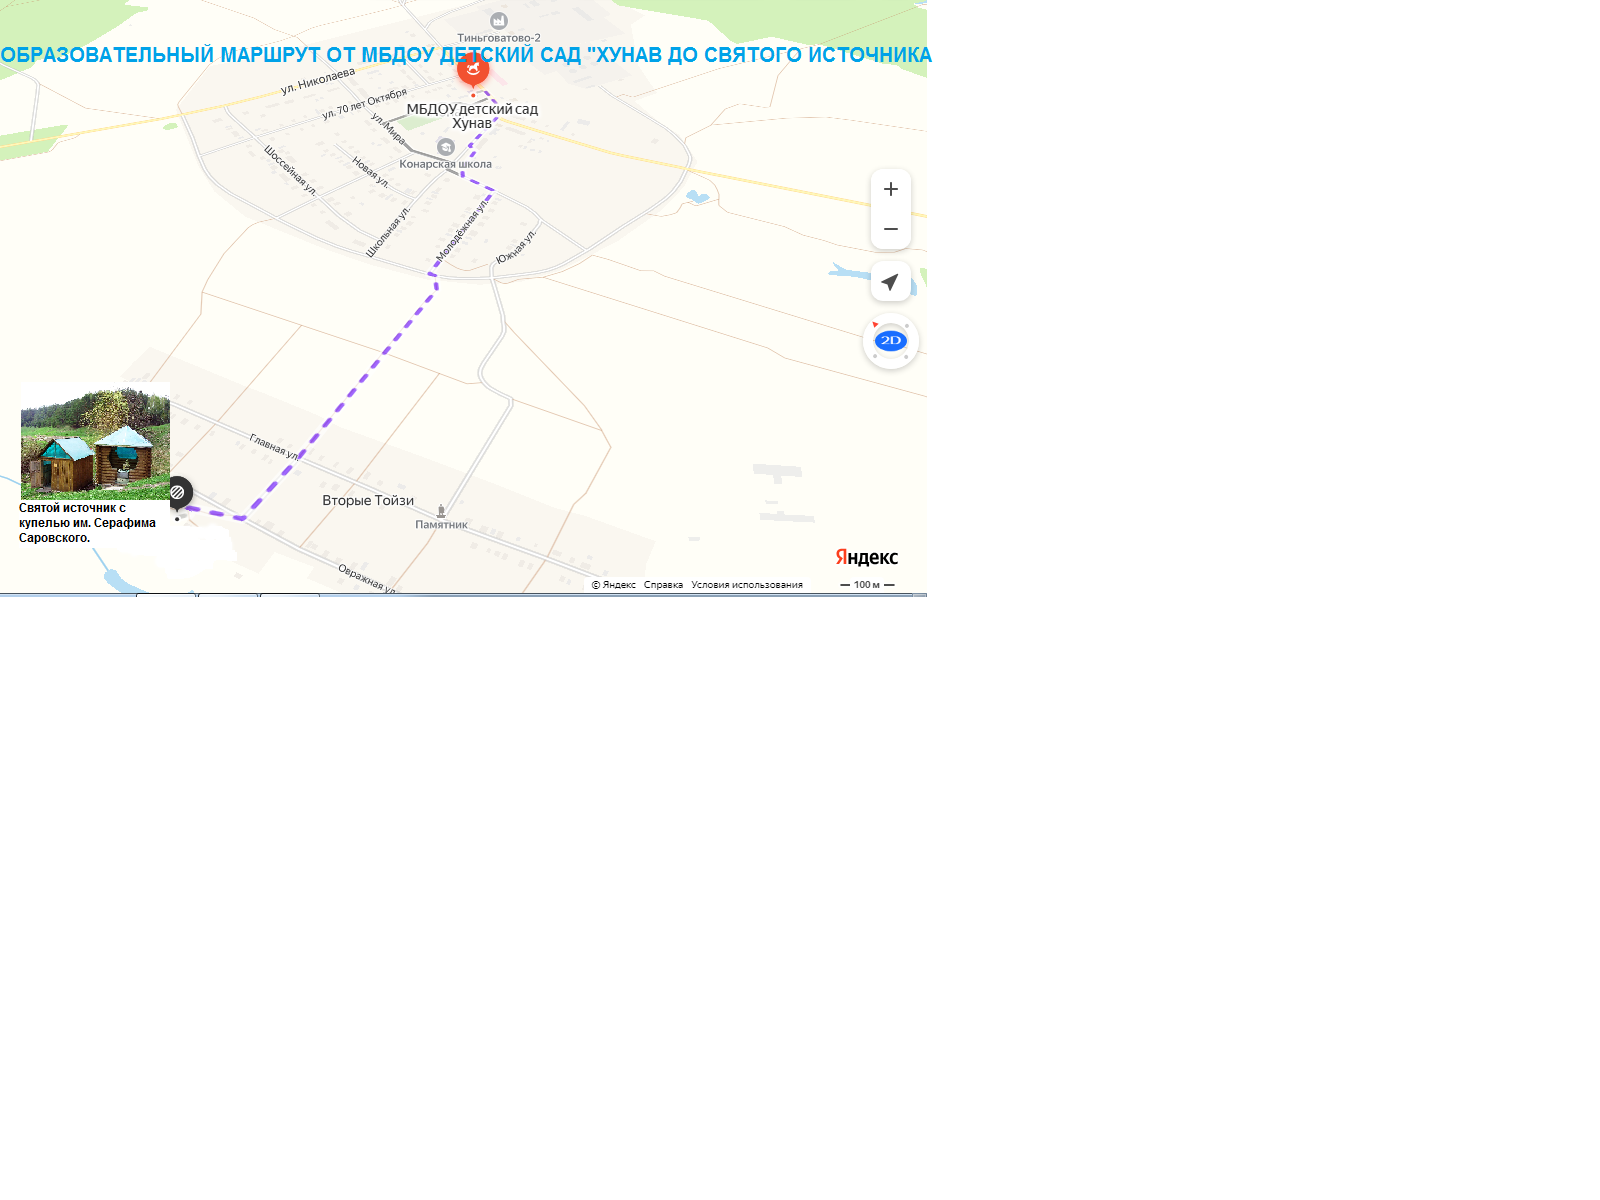 Тиньговатово-2
ОБРАЗОВАТЕЛЬНЫЙ МАРШРУТ ОТ МБДОУ ДЕТСКИЙ САД "ХУНАВ ДО СВЯТОГО ИСТОЧНИКА
ул. Николаева
ул. 70 лет Октября
МБДОУ детский сад
Хунав
ул. Мира
Конарская школа
Шоссейная ул.
Новая ул.
Школьная ул.
Молодёжная ул.
Южная ул.
2D
Главная ул.
Вторые Тойзи
Памятник
Святой источник с
купелью им. Серафима
Саровского.
Овражная ул.
Яндекс
© Яндекс Справка Условия использования
100 м